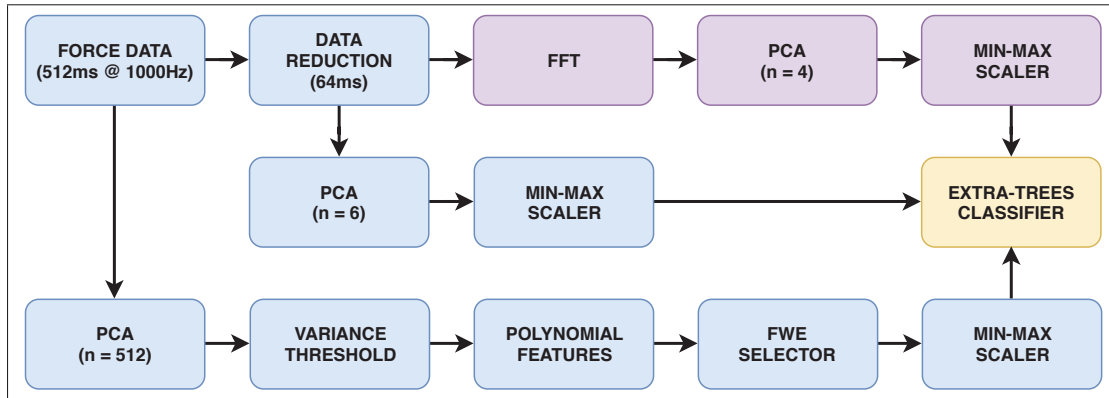 FORCE DATA
(512ms @ 1000Hz)
DATA
REDUCTION
(64ms)
FFT
PCA
(n = 4)
MIN-MAX
SCALER
PCA
(n = 6)
MIN-MAX
SCALER
EXTRA-TREES
CLASSIFIER
PCA
(n = 512)
VARIANCE
THRESHOLD
POLYNOMIAL
FEATURES
FWE
SELECTOR
MIN-MAX
SCALER